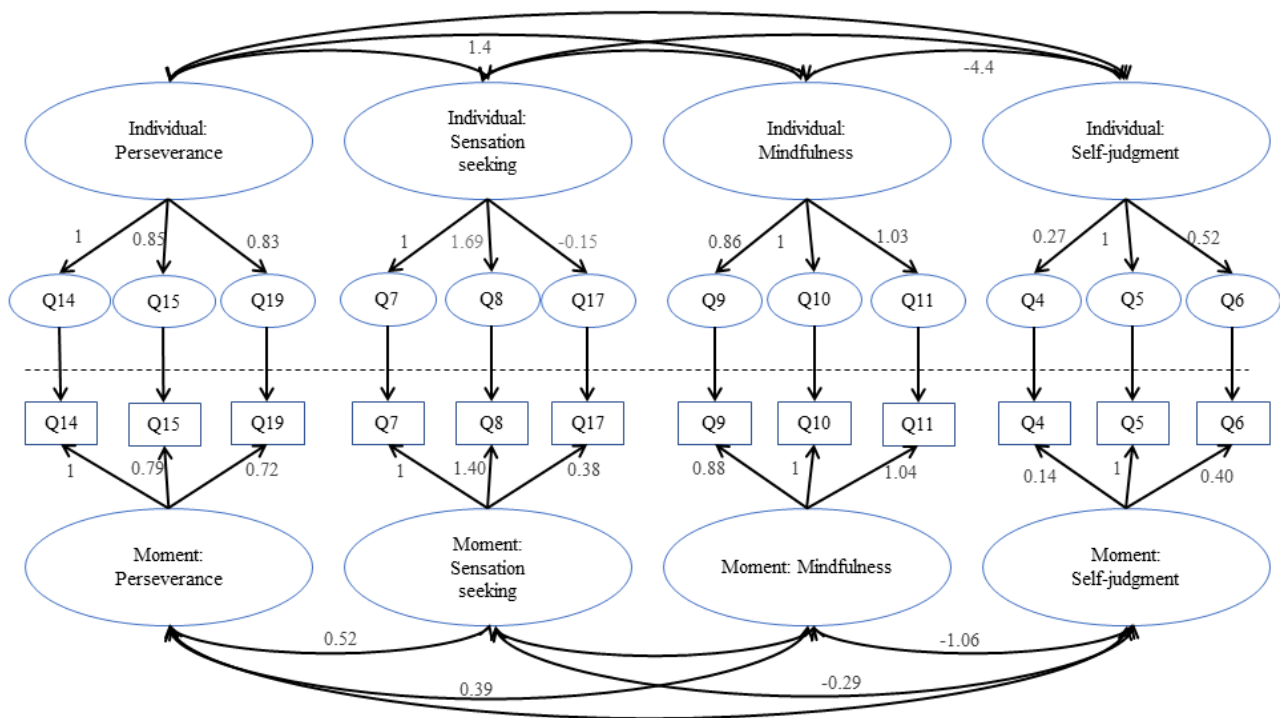 1.4
-4.4
Individual:
Perseverance
Individual:
Sensation
seeking
Individual:
Mindfulness
Individual:
Self-judgment
1
0.85
0.83
1
1.69
-0.15
0.86
1
1.03
0.27
1
0.52
Q14
Q15
Q19
Q7
Q8
Q17
Q9
Q10
Q11
Q4
Q5
Q6
Q14
Q15
Q19
Q7
Q8
Q17
Q9
Q10
Q11
Q4
Q5
Q6
1
0.79
0.72
1
1.40
0.38
0.88
1
1.04
0.14
1
0.40
Moment:
Perseverance
Moment:
Sensation
seeking
Moment: Mindfulness
Moment:
Self-judgment
0.52
-1.06
0.39
-0.29